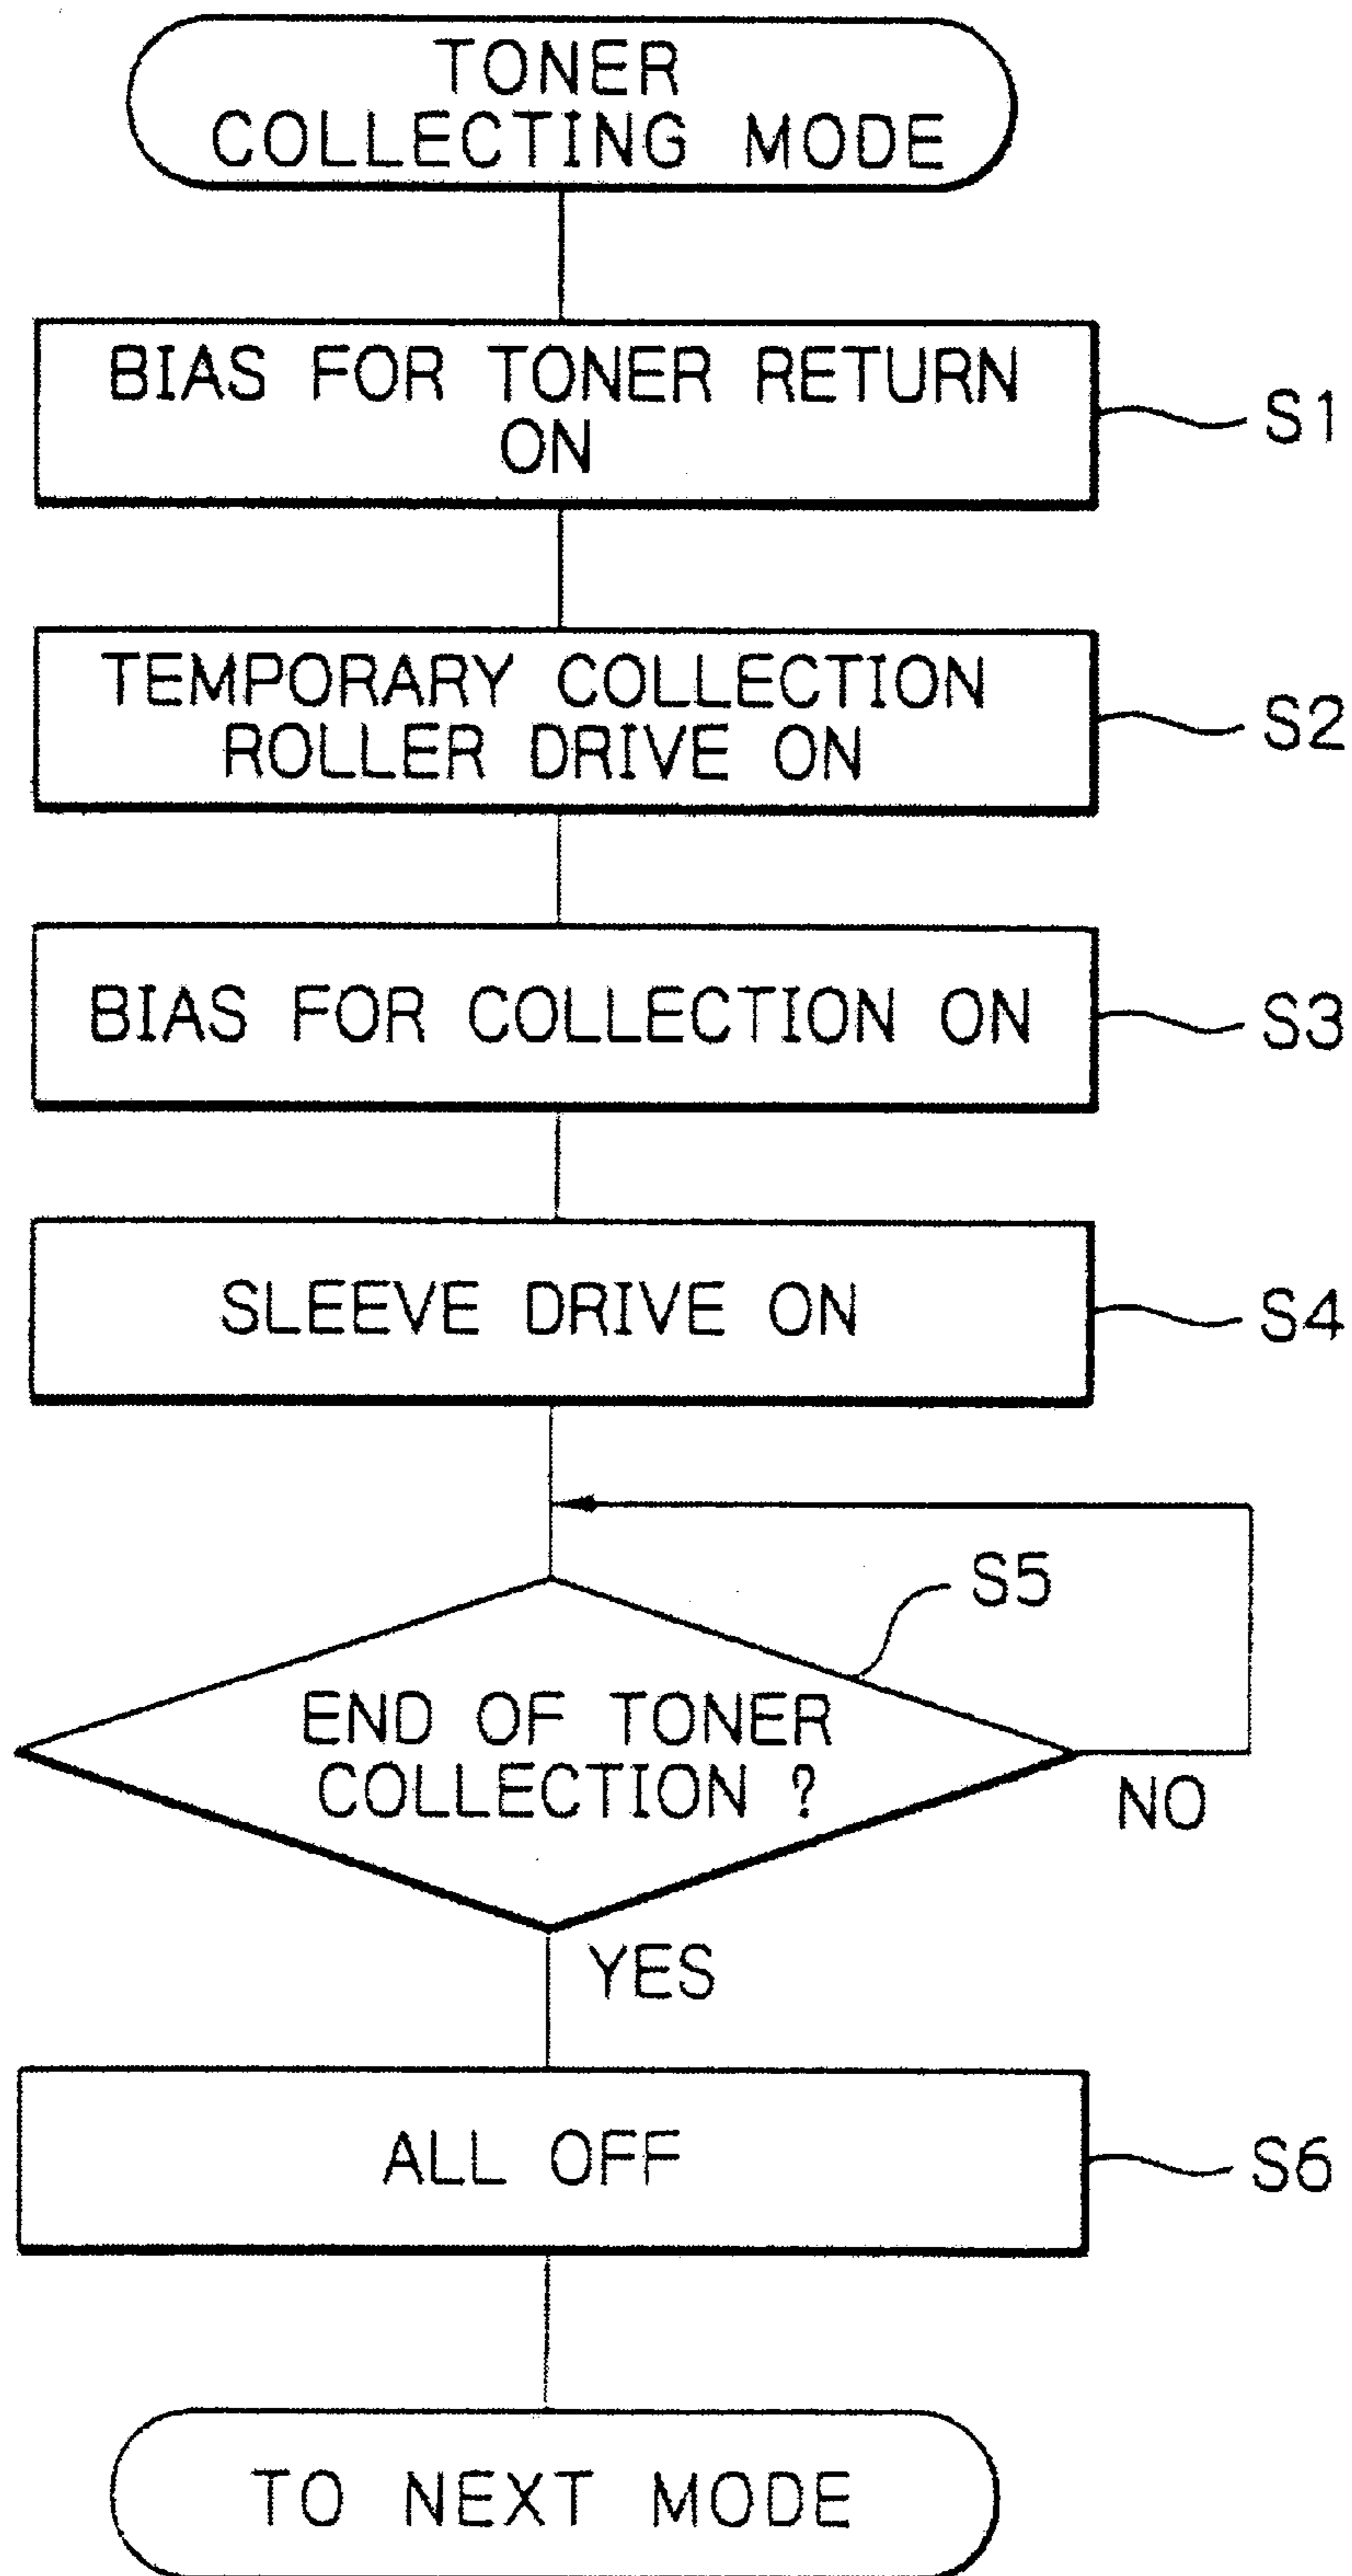 TONER
COLLECTING MODE
BIAS FOR TONER RETURN
ON
S1
TEMPORARY COLLECTION
ROLLER DRIVE ON
S2
BIAS FOR COLLECTION ON
S3
SLEEVE DRIVE ON
S4
S5
END OF TONER
COLLECTION ?
NO
YES
ALL OFF
S6
TO NEXT MODE